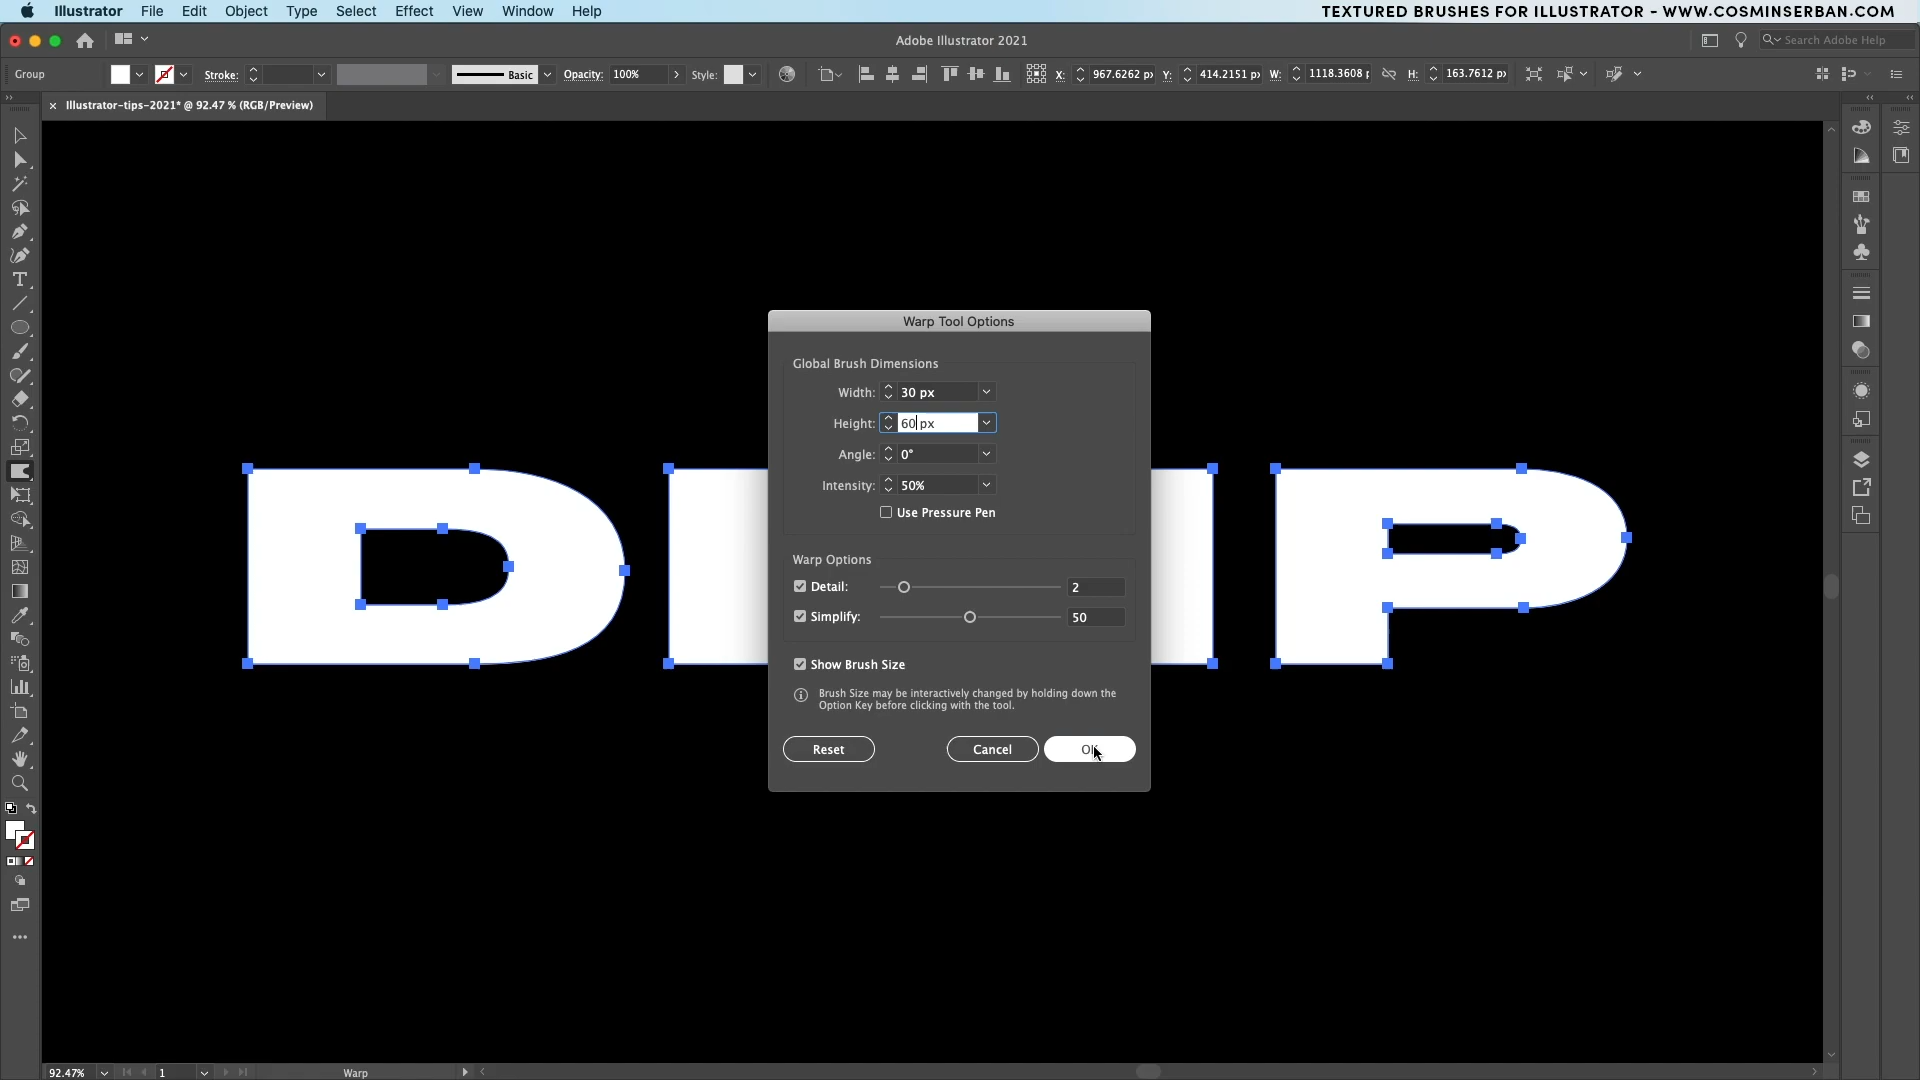 Illustrator File Edit Object Type Select Effect View Window Help
TEXTURED BRUSHES FOR ILLUSTRATOR - WWW.COSMINSERBAN.COM
Adobe Illustrator 2021
Search Adobe Help
Group
Stroke:
Basic
Opacity: 100%
Style:
X: 967.6262 px
Y: 414.2151 px
W: 1118.3608 p
H: 163.7612 px
× Illustrator-tips-2021* @ 92.47 % (RGB/Preview)
Warp Tool Options
Global Brush Dimensions
Width: 30 px
Height: 60 px
Angle: 0°
Intensity: 50%
Use Pressure Pen
Warp Options
Detail: 2
Simplify: 50
Show Brush Size
Brush Size may be interactively changed by holding down the
Option Key before clicking with the tool.
Reset Cancel OK
D P
92.47% 1 Warp